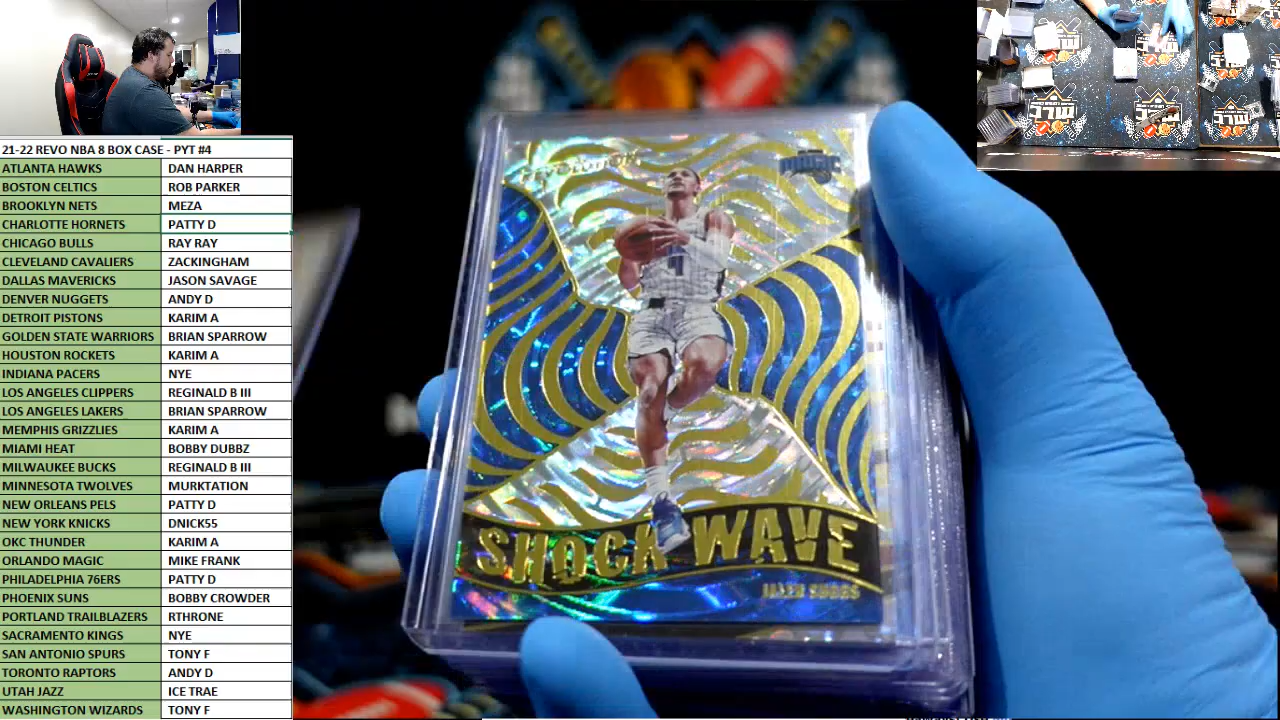 21-22 REVO NBA 8 BOX CASE - PYT #4
ATLANTA HAWKS DAN HARPER
BOSTON CELTICS ROB PARKER
BROOKLYN NETS MEZA
CHARLOTTE HORNETS PATTY D
CHICAGO BULLS RAY RAY
CLEVELAND CAVALIERS ZACKINGHAM
DALLAS MAVERICKS JASON SAVAGE
DENVER NUGGETS ANDY D
DETROIT PISTONS KARIM A
GOLDEN STATE WARRIORS BRIAN SPARROW
HOUSTON ROCKETS KARIM A
INDIANA PACERS NYE
LOS ANGELES CLIPPERS REGINALD B III
LOS ANGELES LAKERS BRIAN SPARROW
MEMPHIS GRIZZLIES KARIM A
MIAMI HEAT BOBBY DUBBZ
MILWAUKEE BUCKS REGINALD B III
MINNESOTA TWOLVES MURKTATION
NEW ORLEANS PELS PATTY D
NEW YORK KNICKS DNICK55
OKC THUNDER KARIM A
ORLANDO MAGIC MIKE FRANK
PHILADELPHIA 76ERS PATTY D
PHOENIX SUNS BOBBY CROWDER
PORTLAND TRAILBLAZERS RTHRONE
SACRAMENTO KINGS NYE
SAN ANTONIO SPURS TONY F
TORONTO RAPTORS ANDY D
UTAH JAZZ ICE TRAE
WASHINGTON WIZARDS TONY F
REVOLUTION
MAGIC
4
SHOCK WAVE
JALEN SUGGS